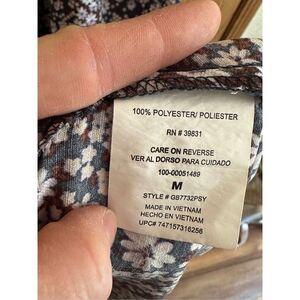 100% POLYESTER/ POLIESTER
RN # 39831
CARE ON REVERSE
VER AL DORSO PARA CUIDADO
100-00051489
M
STYLE # GB7732PSY
MADE IN VIETNAM
HECHO EN VIETNAM
UPC# 747157316256